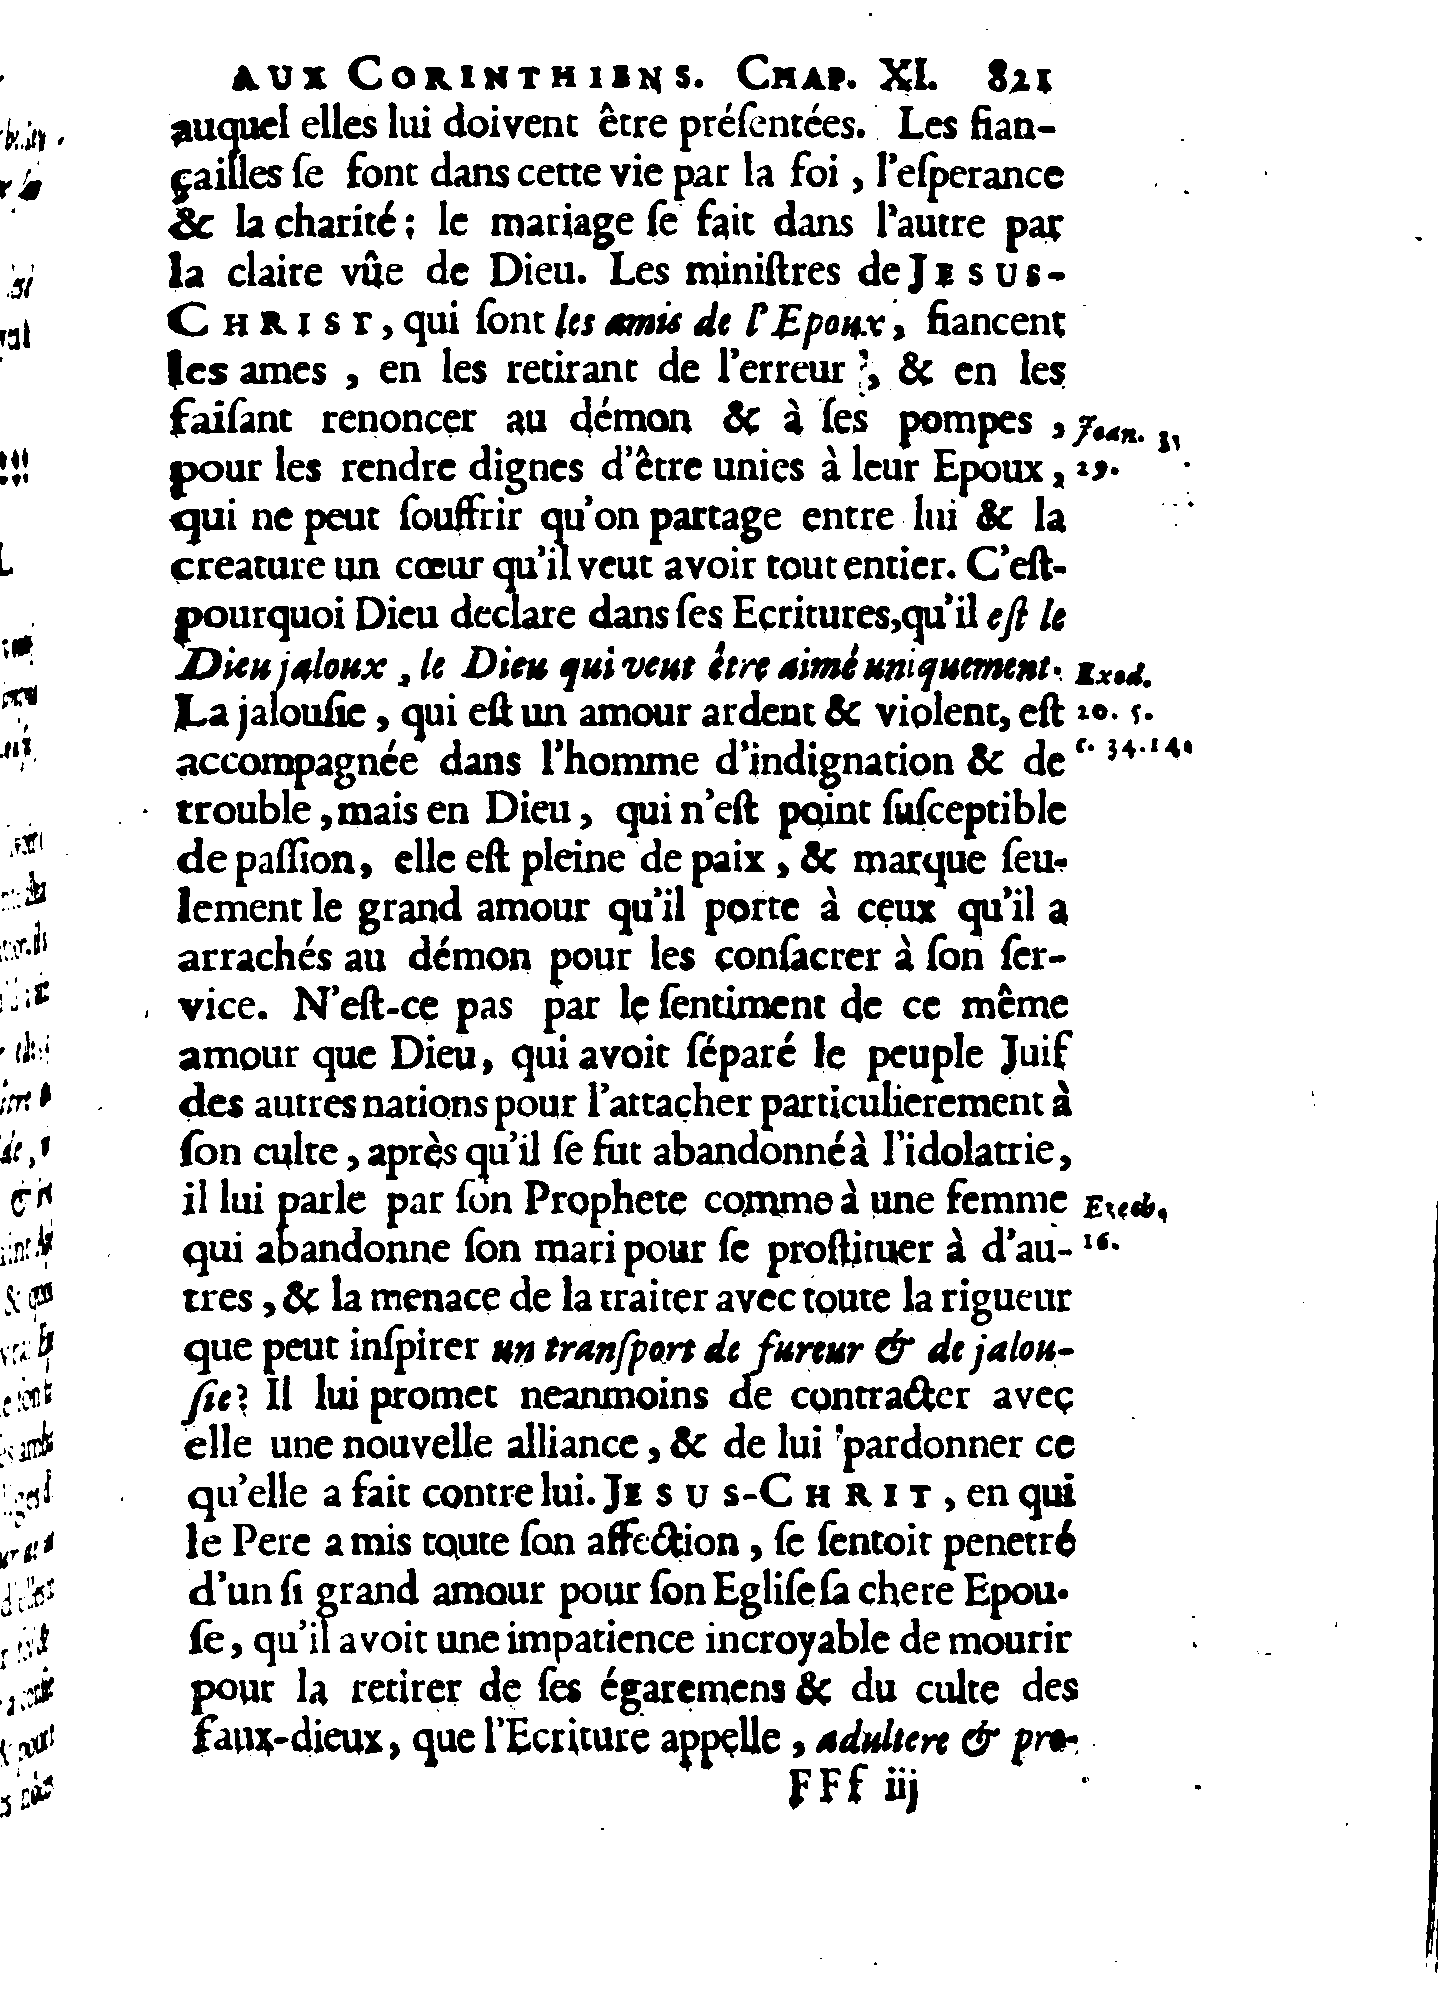 AUX CORINTHIENS. CHAP. XI. 821
auquel elles lui doivent être préſentées. Les fian-
çailles ſe font dans cette vie par la foi, l'eſperance
& la charité; le mariage ſe fait dans l'autre par
la claire vûe de Dieu. Les miniſtres de JESUS-
CHRIST, qui ſont les amis de l'Epoux, fiancent
les ames, en les retirant de l'erreur, & en les
faiſant renoncer au démon & à ſes pompes,
Joan. 3,
pour les rendre dignes d'être unies à leur Epoux,
29.
qui ne peut ſouffrir qu'on partage entre lui & la
creature un cœur qu'il veut avoir tout entier. C'eſt-
pourquoi Dieu declare dans ſes Ecritures, qu'il eſt le
Dieu jaloux, le Dieu qui veut être aimé uniquement.
Exod.
La jalouſie, qui eſt un amour ardent & violent, eſt
20. 5.
accompagnée dans l'homme d'indignation & de
c. 34. 14.
trouble, mais en Dieu, qui n'eſt point ſuſceptible
de paſſion, elle eſt pleine de paix, & marque ſeu-
lement le grand amour qu'il porte à ceux qu'il a
arrachés au démon pour les conſacrer à ſon ſer-
vice. N'eſt-ce pas par le ſentiment de ce même
amour que Dieu, qui avoit ſéparé le peuple Juif
des autres nations pour l'attacher particulierement à
ſon culte, après qu'il ſe fut abandonné à l'idolatrie,
il lui parle par ſon Prophete comme à une femme
Ezech.
qui abandonne ſon mari pour ſe proſtituer à d'au-
16.
tres, & la menace de la traiter avec toute la rigueur
que peut inſpirer un tranſport de fureur & de jalou-
ſie? Il lui promet neanmoins de contracter avec
elle une nouvelle alliance, & de lui pardonner ce
qu'elle a fait contre lui. JESUS-CHRIT, en qui
le Pere a mis toute ſon affection, ſe ſentoit penetré
d'un ſi grand amour pour ſon Egliſe ſa chere Epou-
ſe, qu'il avoit une impatience incroyable de mourir
pour la retirer de ſes égaremens & du culte des
faux-dieux, que l'Ecriture appelle, adultere & pro-
FFf iij